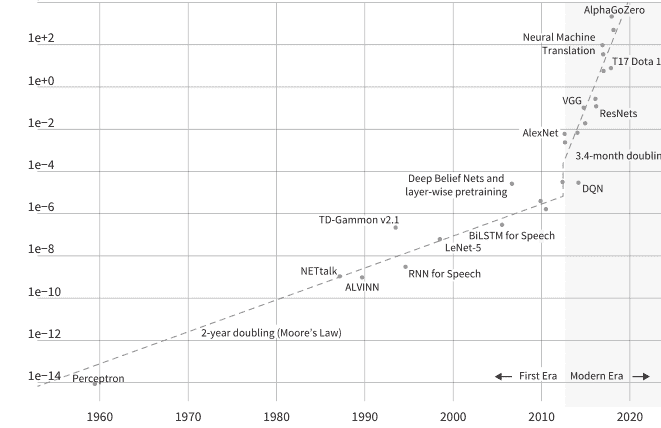 AlphaGoZero
1e+2
Neural Machine
Translation
T17 Dota 1
1e+0
VGG
ResNets
1e−2
AlexNet
3.4-month doublin
1e−4
Deep Belief Nets and
layer-wise pretraining
DQN
1e−6
TD-Gammon v2.1
BiLSTM for Speech
LeNet-5
1e−8
NETtalk
RNN for Speech
ALVINN
1e−10
2-year doubling (Moore's Law)
1e−12
1e−14
Perceptron
First Era
Modern Era
1960 1970 1980 1990 2000 2010 2020